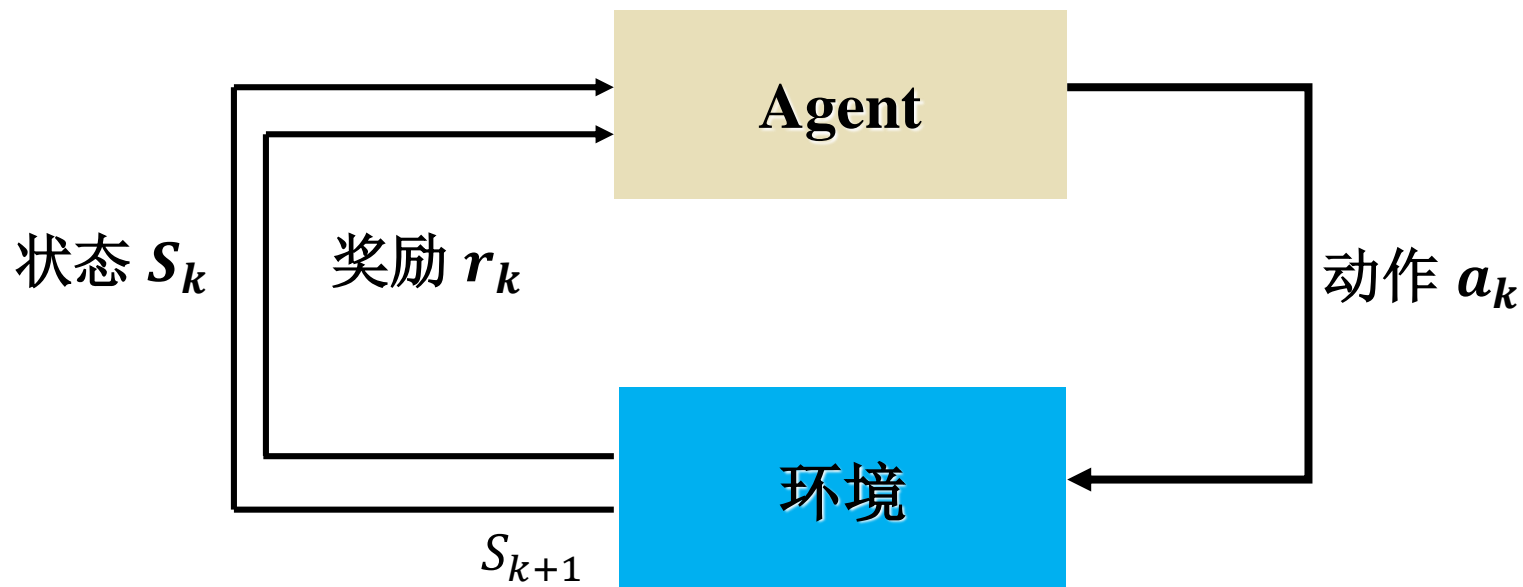 Agent
状态 S_k
奖励 r_k
动作 a_k
环境
S_{k+1}